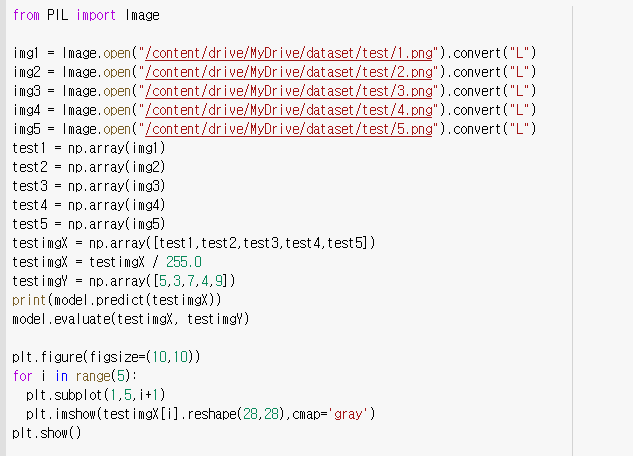 from PIL import Image

img1 = Image.open("/content/drive/MyDrive/dataset/test/1.png").convert("L")
img2 = Image.open("/content/drive/MyDrive/dataset/test/2.png").convert("L")
img3 = Image.open("/content/drive/MyDrive/dataset/test/3.png").convert("L")
img4 = Image.open("/content/drive/MyDrive/dataset/test/4.png").convert("L")
img5 = Image.open("/content/drive/MyDrive/dataset/test/5.png").convert("L")
test1 = np.array(img1)
test2 = np.array(img2)
test3 = np.array(img3)
test4 = np.array(img4)
test5 = np.array(img5)
testimgX = np.array([test1,test2,test3,test4,test5])
testimgX = testimgX / 255.0
testimgY = np.array([5,3,7,4,9])
print(model.predict(testimgX))
model.evaluate(testimgX, testimgY)

plt.figure(figsize=(10,10))
for i in range(5):
  plt.subplot(1,5,i+1)
  plt.imshow(testimgX[i].reshape(28,28),cmap='gray')
plt.show()